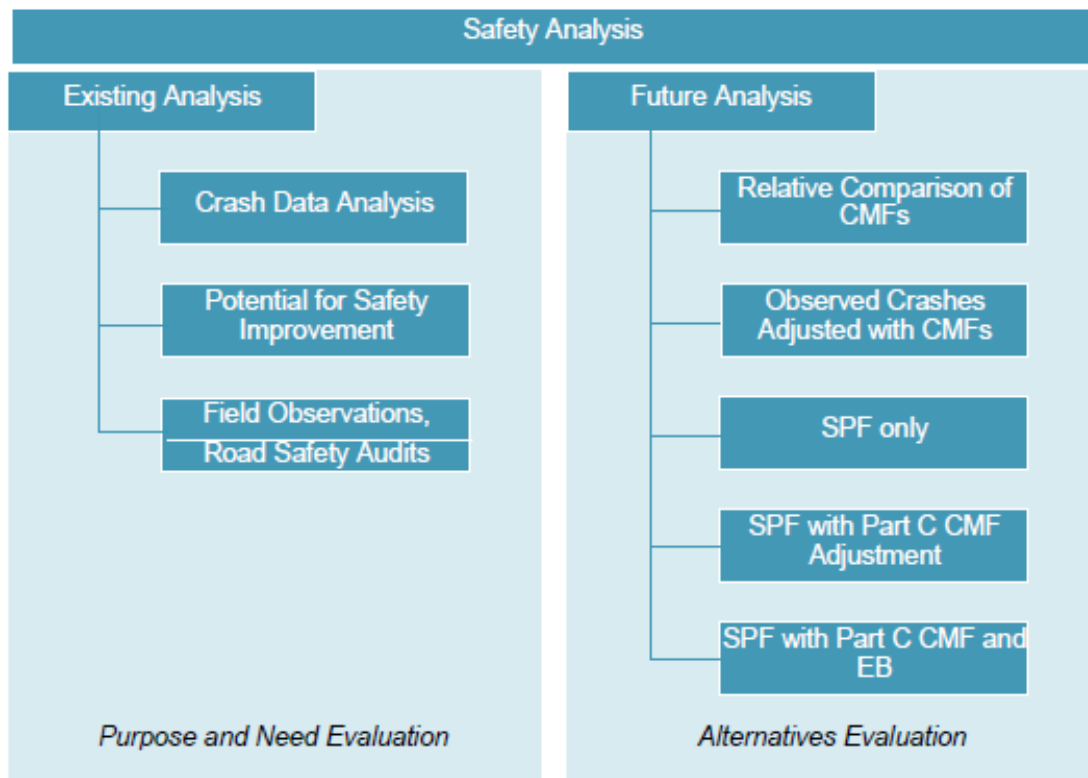 Safety Analysis
Existing Analysis
Crash Data Analysis
Potential for Safety
Improvement
Field Observations,
Road Safety Audits
Purpose and Need Evaluation
Future Analysis
Relative Comparison of
CMFs
Observed Crashes
Adjusted with CMFs
SPF only
SPF with Part C CMF
Adjustment
SPF with Part C CMF and
EB
Alternatives Evaluation